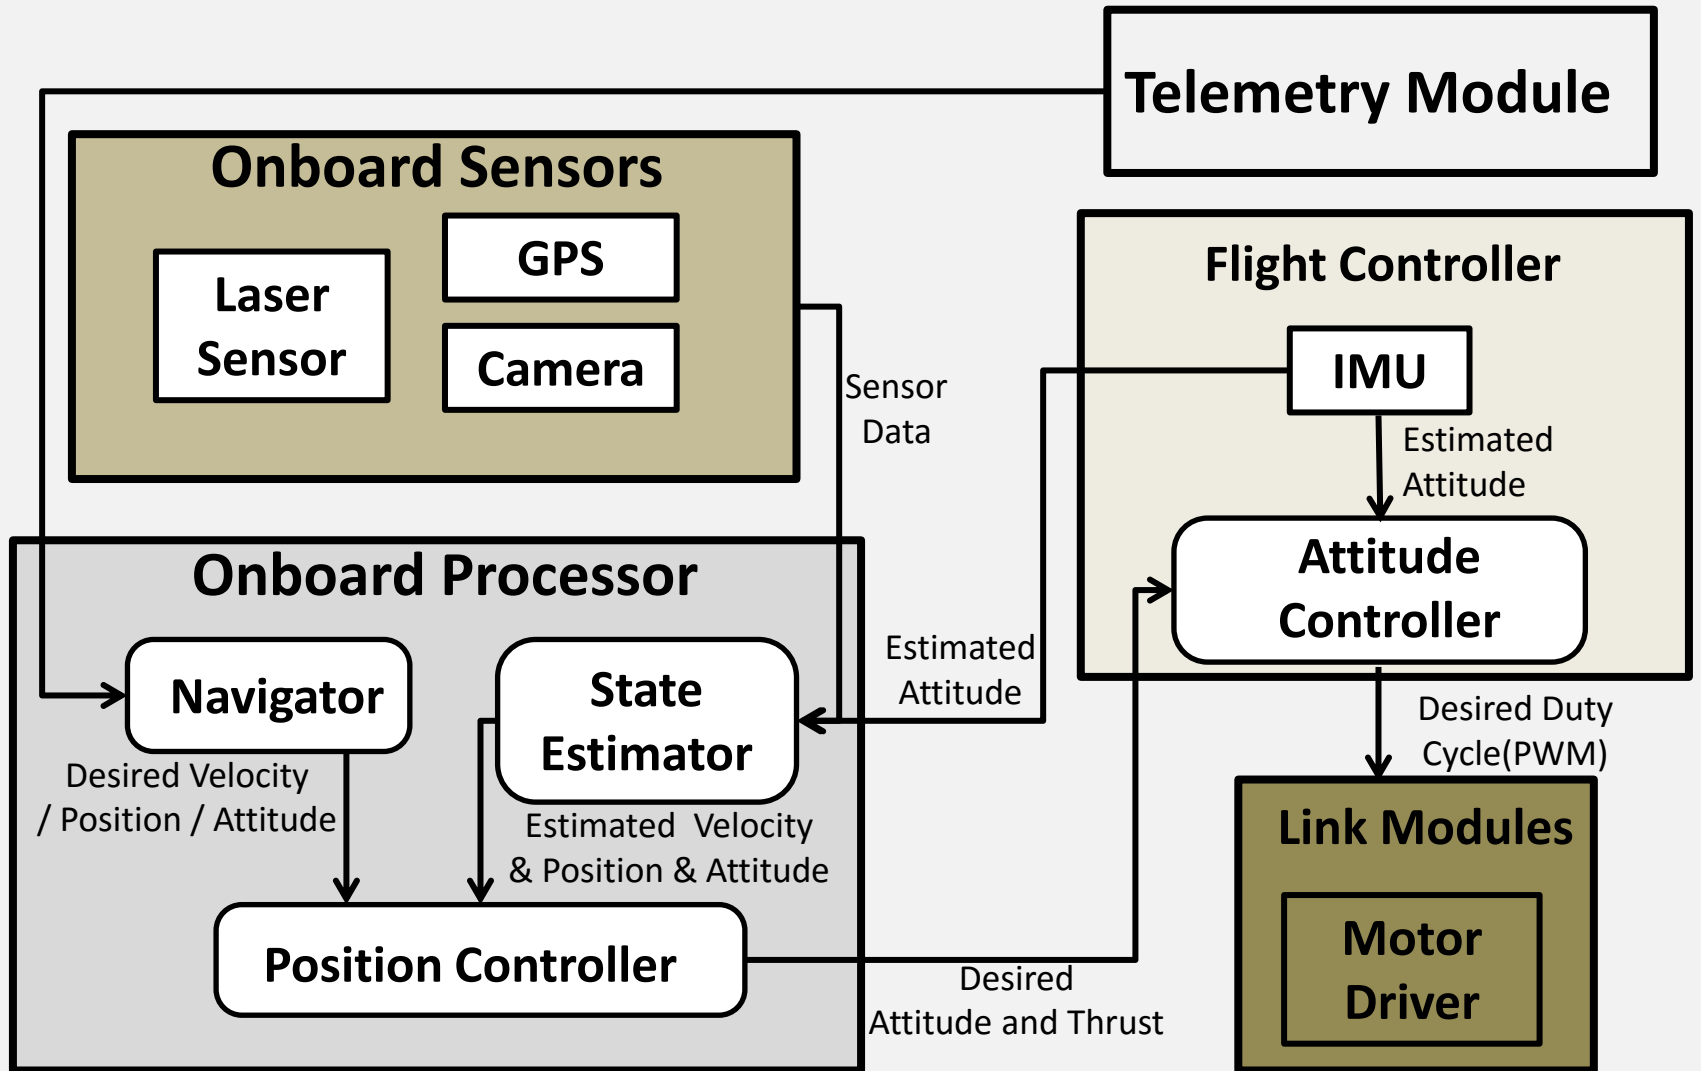 Telemetry Module
Onboard Sensors
Laser
Sensor
GPS
Camera
Sensor
Data
Flight Controller
IMU
Estimated
Attitude
Attitude
Controller
Onboard Processor
Navigator
State
Estimator
Estimated
Attitude
Desired Velocity
/ Position / Attitude
Estimated  Velocity
& Position & Attitude
Position Controller
Desired
Attitude and Thrust
Desired Duty
Cycle(PWM)
Link Modules
Motor
Driver